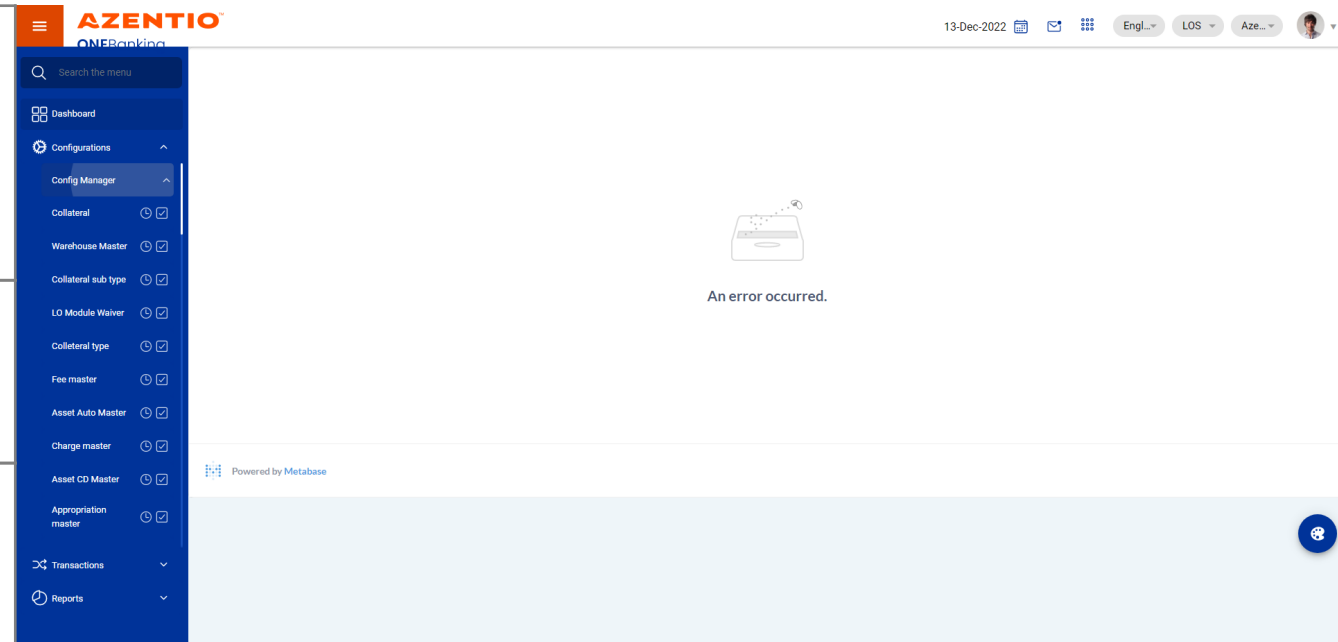 AZENTIO™
ONEBanking
13-Dec-2022
Engl...
LOS
Aze...
Search the menu
Dashboard
Configurations
Config Manager
Collateral
Warehouse Master
Collateral sub type
LO Module Waiver
Colleteral type
Fee master
Asset Auto Master
Charge master
Asset CD Master
Appropriation
master
Transactions
Reports
An error occurred.
Powered by Metabase